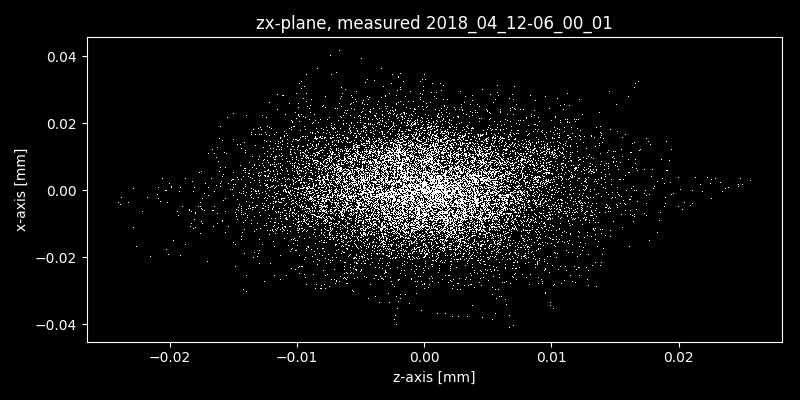 zx-plane, measured 2018_04_12-06_00_01
0.04
0.02
0.00
−0.02
−0.04
x-axis [mm]
−0.02 −0.01 0.00 0.01 0.02
z-axis [mm]